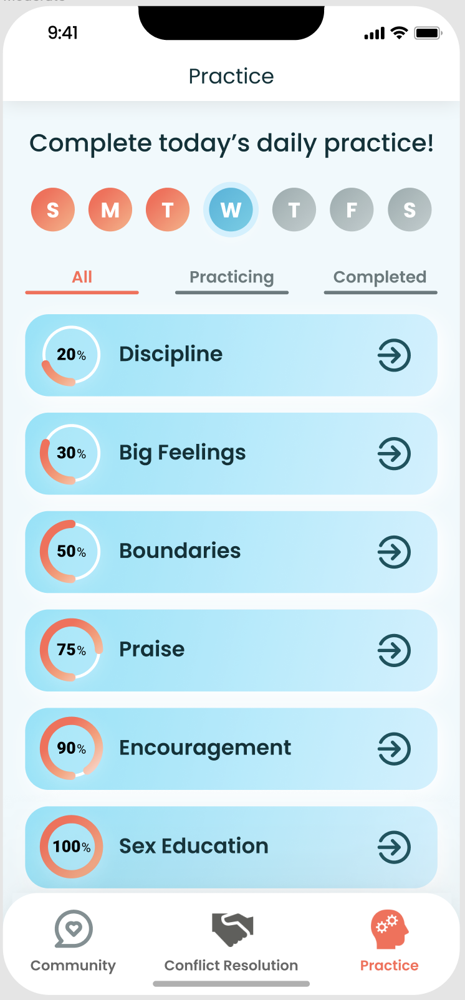 Moderate
9:41
Practice
Complete today's daily practice!
S M T W T F S
All Practicing Completed
20% Discipline
30% Big Feelings
50% Boundaries
75% Praise
90% Encouragement
100% Sex Education
Community Conflict Resolution Practice